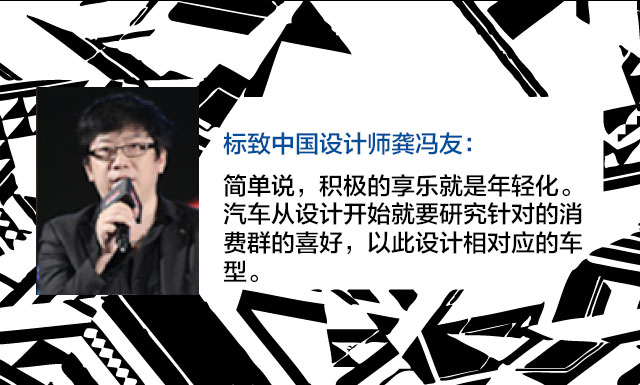 标致中国设计师龚冯友：
简单说，积极的享乐就是年轻化。
汽车从设计开始就要研究针对的消
费群的喜好，以此设计相对应的车
型。